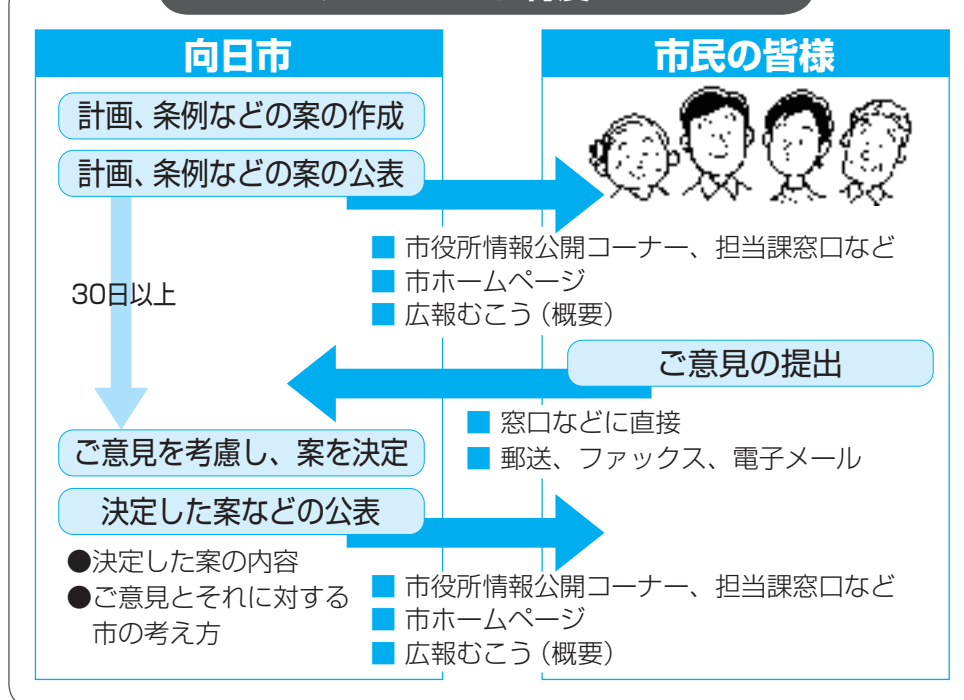 向日市
市民の皆様
計画、条例などの案の作成
計画、条例などの案の公表
■ 市役所情報公開コーナー、担当課窓口など
■ 市ホームページ
■ 広報むこう（概要）
30日以上
ご意見の提出
■ 窓口などに直接
■ 郵送、ファックス、電子メール
ご意見を考慮し、案を決定
決定した案などの公表
●決定した案の内容
●ご意見とそれに対する
市の考え方
■ 市役所情報公開コーナー、担当課窓口など
■ 市ホームページ
■ 広報むこう（概要）